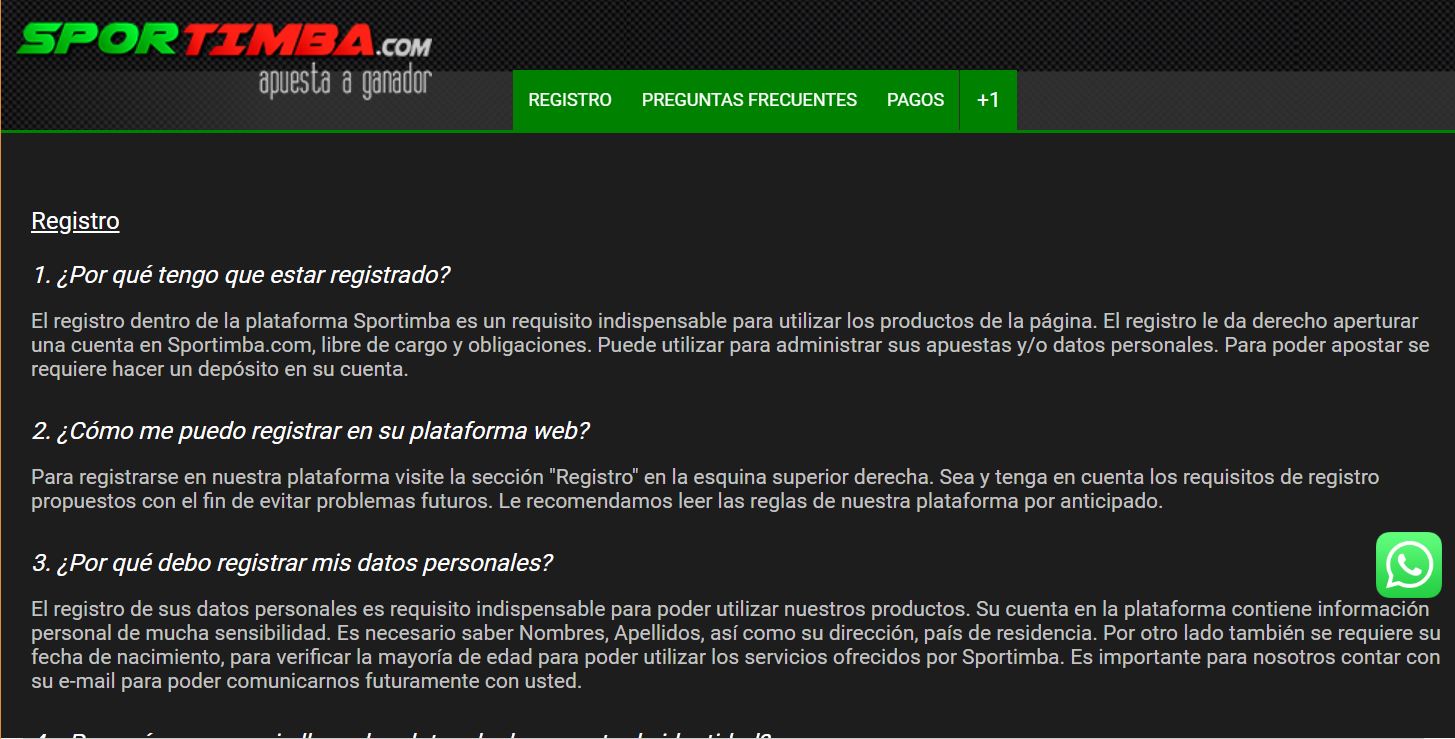 SPORTIMBA.COM
apuesta a ganador
REGISTRO PREGUNTAS FRECUENTES PAGOS +1
Registro
1. ¿Por qué tengo que estar registrado?
El registro dentro de la plataforma Sportimba es un requisito indispensable para utilizar los productos de la página. El registro le da derecho aperturar
una cuenta en Sportimba.com, libre de cargo y obligaciones. Puede utilizar para administrar sus apuestas y/o datos personales. Para poder apostar se
requiere hacer un depósito en su cuenta.
2. ¿Cómo me puedo registrar en su plataforma web?
Para registrarse en nuestra plataforma visite la sección "Registro" en la esquina superior derecha. Sea y tenga en cuenta los requisitos de registro
propuestos con el fin de evitar problemas futuros. Le recomendamos leer las reglas de nuestra plataforma por anticipado.
3. ¿Por qué debo registrar mis datos personales?
El registro de sus datos personales es requisito indispensable para poder utilizar nuestros productos. Su cuenta en la plataforma contiene información
personal de mucha sensibilidad. Es necesario saber Nombres, Apellidos, así como su dirección, país de residencia. Por otro lado también se requiere su
fecha de nacimiento, para verificar la mayoría de edad para poder utilizar los servicios ofrecidos por Sportimba. Es importante para nosotros contar con
su e-mail para poder comunicarnos futuramente con usted.